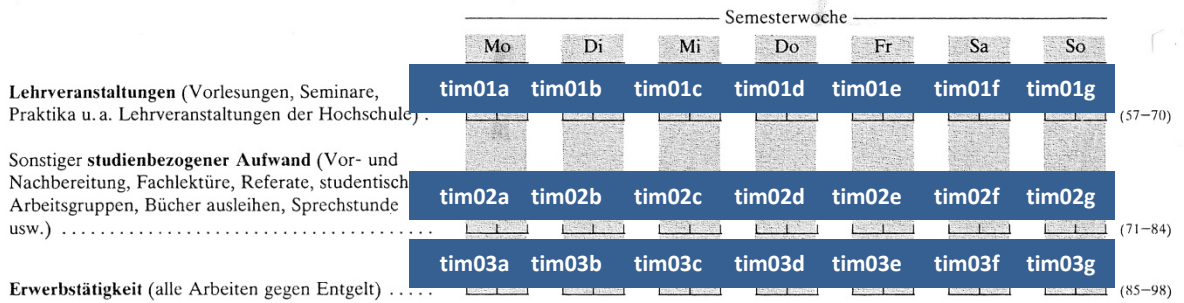 Semesterwoche
Mo Di Mi Do Fr Sa So
Lehrveranstaltungen (Vorlesungen, Seminare, tim01a tim01b tim01c tim01d tim01e tim01f tim01g
Praktika u. a. Lehrveranstaltungen der Hochschule) . (57–70)
Sonstiger studienbezogener Aufwand (Vor- und
Nachbereitung, Fachlektüre, Referate, studentisch
Arbeitsgruppen, Bücher ausleihen, Sprechstunde tim02a tim02b tim02c tim02d tim02e tim02f tim02g
usw.) . . . . . . . . . . . . . . . . . . . . . . . . . . . . . . . . . . . . . . . (71–84)
tim03a tim03b tim03c tim03d tim03e tim03f tim03g
Erwerbstätigkeit (alle Arbeiten gegen Entgelt) . . . . . (85–98)